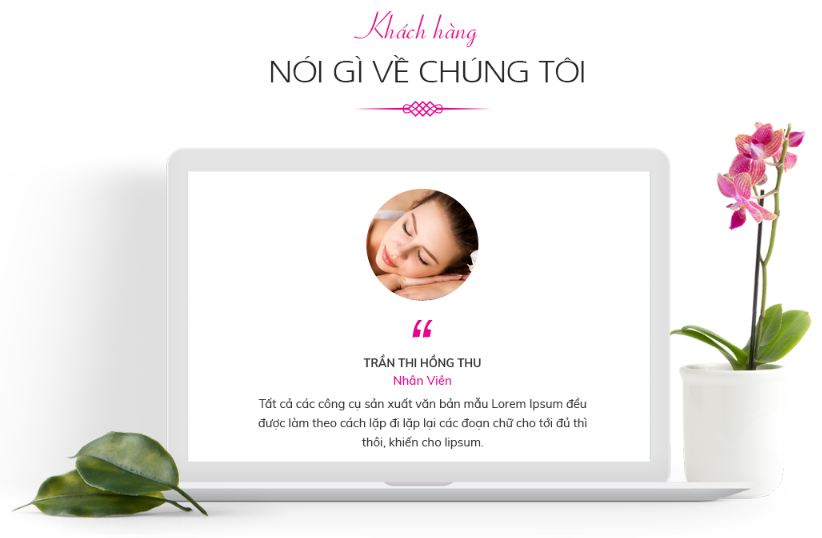 Khách hàng
NÓI GÌ VỀ CHÚNG TÔI
“
TRẦN THI HỒNG THU
Nhân Viên
Tất cả các công cụ sản xuất văn bản mẫu Lorem Ipsum đều
được làm theo cách lặp đi lặp lại các đoạn chữ cho tới đủ thì
thôi, khiến cho lipsum.